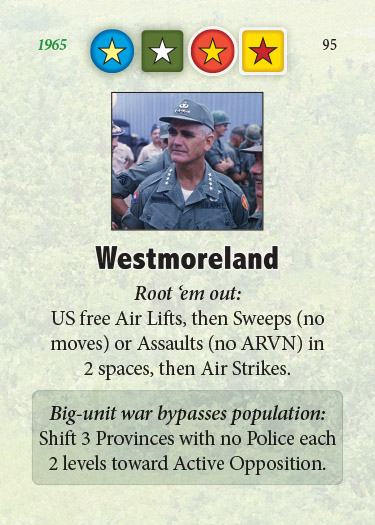 1965 95
Westmoreland
Root ‘em out:
US free Air Lifts, then Sweeps (no
moves) or Assaults (no ARVN) in
2 spaces, then Air Strikes.
Big-unit war bypasses population:
Shift 3 Provinces with no Police each
2 levels toward Active Opposition.